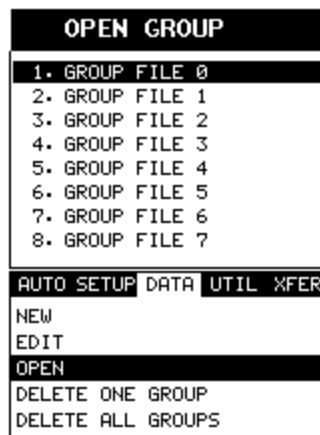 OPEN GROUP
1. GROUP FILE 0
2. GROUP FILE 1
3. GROUP FILE 2
4. GROUP FILE 3
5. GROUP FILE 4
6. GROUP FILE 5
7. GROUP FILE 6
8. GROUP FILE 7
AUTO SETUP DATA UTIL XFER
NEW
EDIT
OPEN
DELETE ONE GROUP
DELETE ALL GROUPS